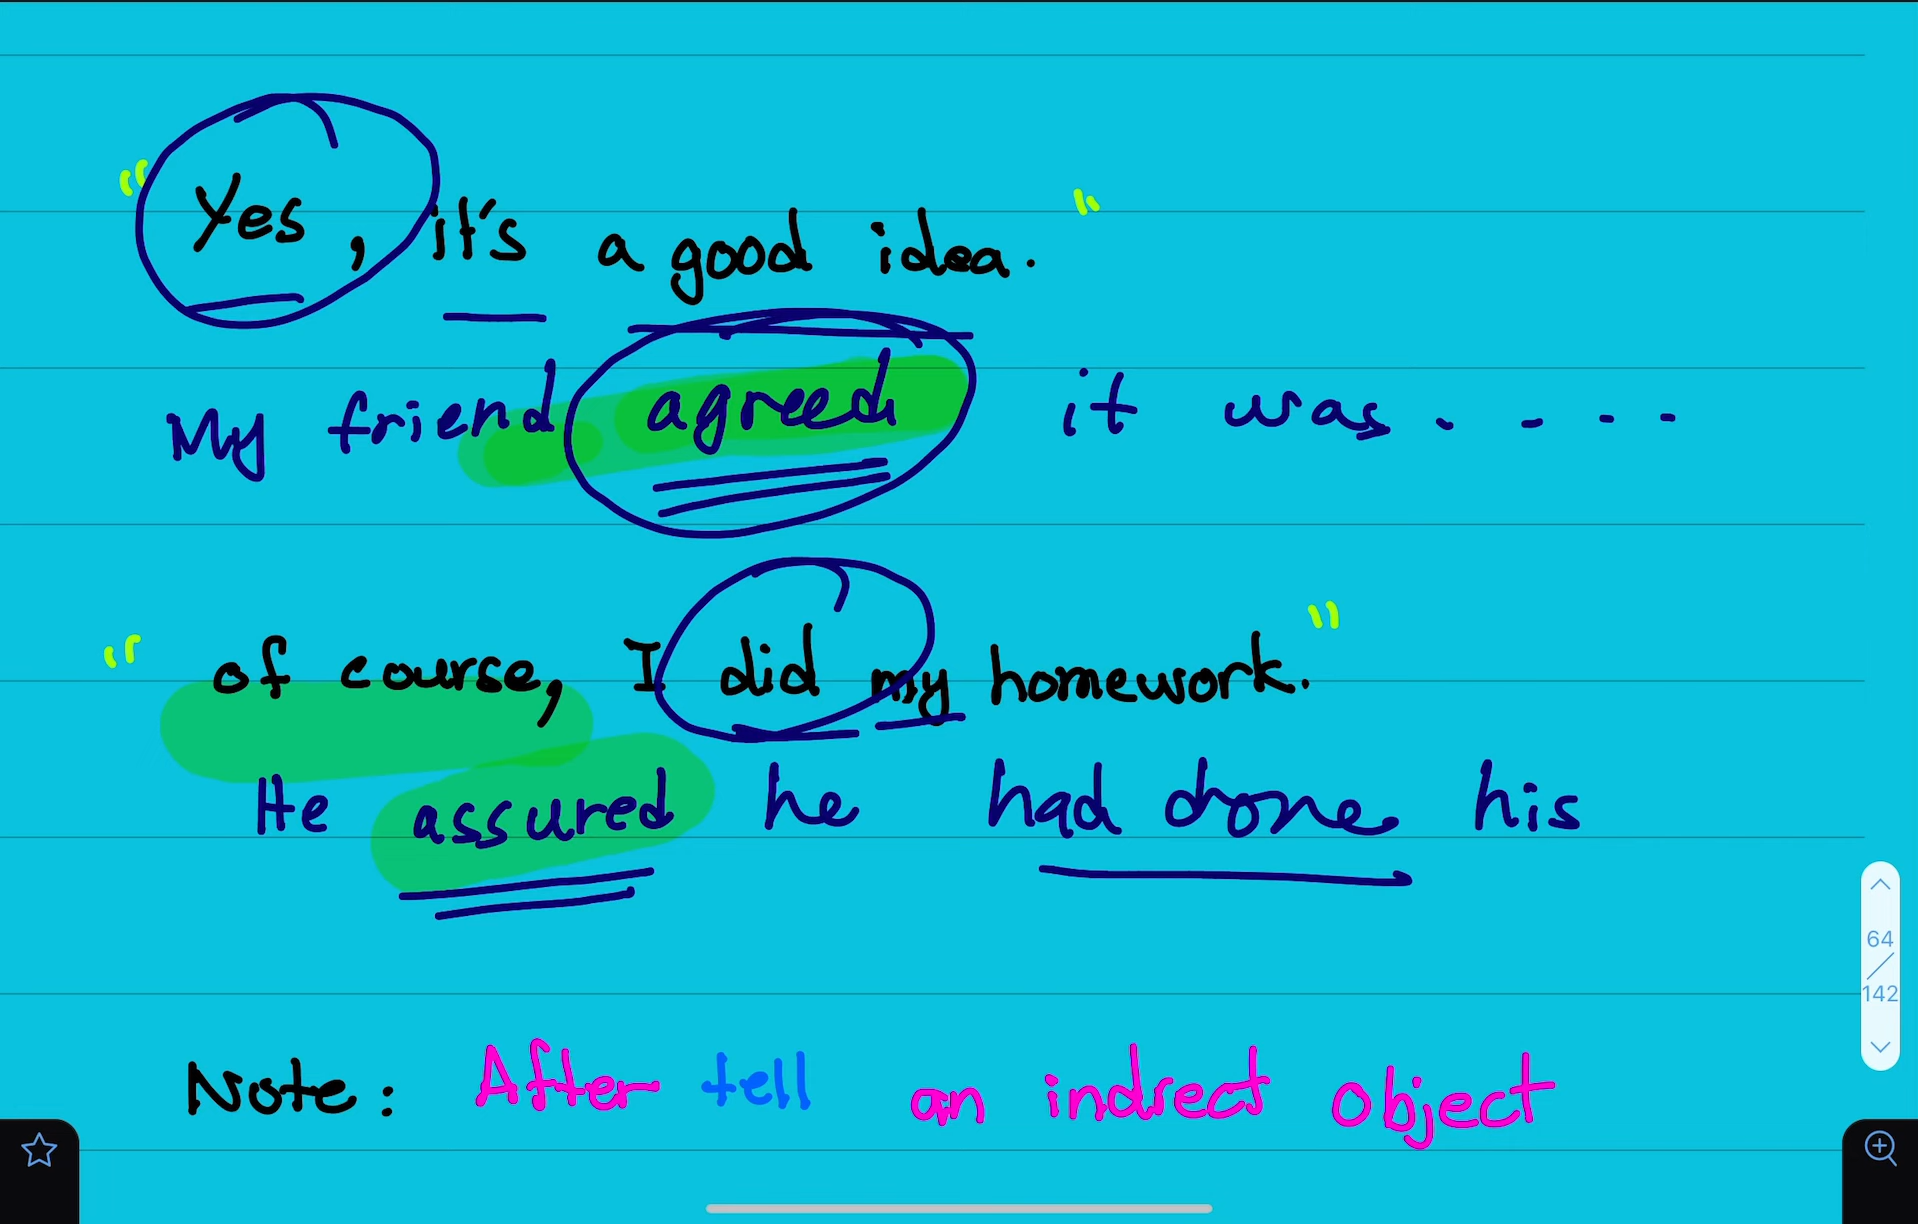 "Yes, it's a good idea."
My friend agreed it was . - - -
"of course, I did my homework."
He assured he had done his
64
142
Note: After tell an indirect object